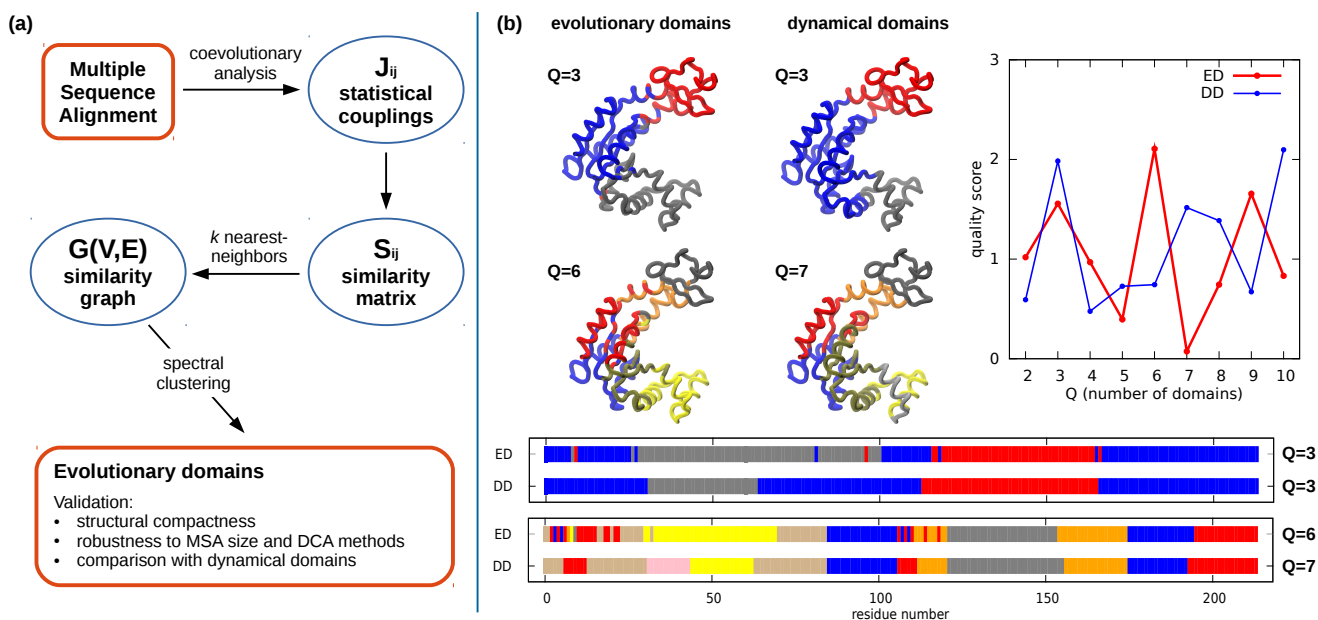 (a)
Multiple
Sequence
Alignment
coevolutionary
analysis
Jij
statistical
couplings
G(V,E)
similarity
graph
k nearest-
neighbors
Sij
similarity
matrix
spectral
clustering
Evolutionary domains
Validation:
• structural compactness
• robustness to MSA size and DCA methods
• comparison with dynamical domains
(b)
evolutionary domains
dynamical domains
Q=3
Q=3
Q=6
Q=7
ED
DD
quality score
3
2
1
0
2 3 4 5 6 7 8 9 10
Q (number of domains)
ED
Q=3
DD
Q=3
ED
Q=6
DD
Q=7
0 50 100 150 200
residue number